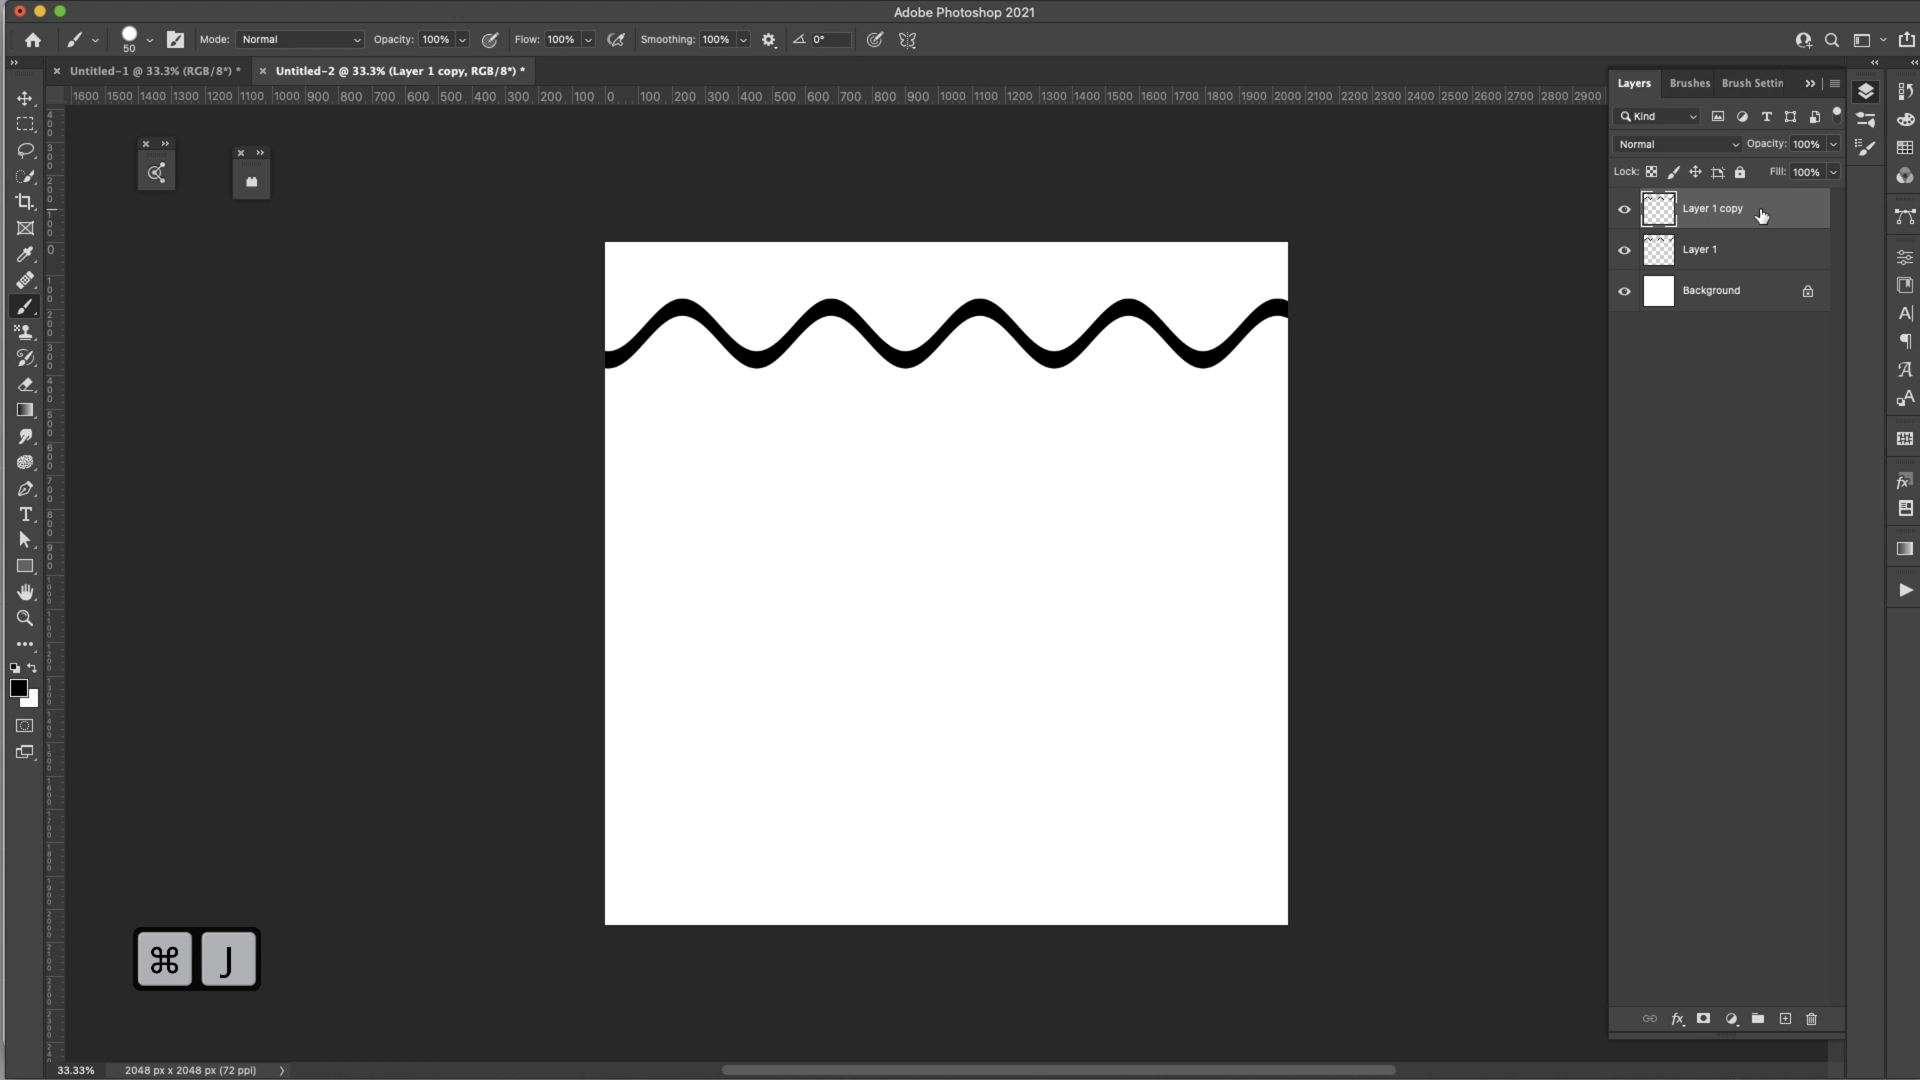 Adobe Photoshop 2021
50 Mode: Normal Opacity: 100% Flow: 100% Smoothing: 100% 0°
Untitled-1 @ 33.3% (RGB/8*) * Untitled-2 @ 33.3% (Layer 1 copy, RGB/8*) *
1600 1500 1400 1300 1200 1100 1000 900 800 700 600 500 400 300 200 100 0 100 200 300 400 500 600 700 800 900 1000 1100 1200 1300 1400 1500 1600 1700 1800 1900 2000 2100 2200 2300 2400 2500 2600 2700 2800 2900
Layers Brushes Brush Settin
Kind
Normal Opacity: 100%
Lock: Fill: 100%
Layer 1 copy
Layer 1
Background
⌘ J
33.33% 2048 px x 2048 px (72 ppi)